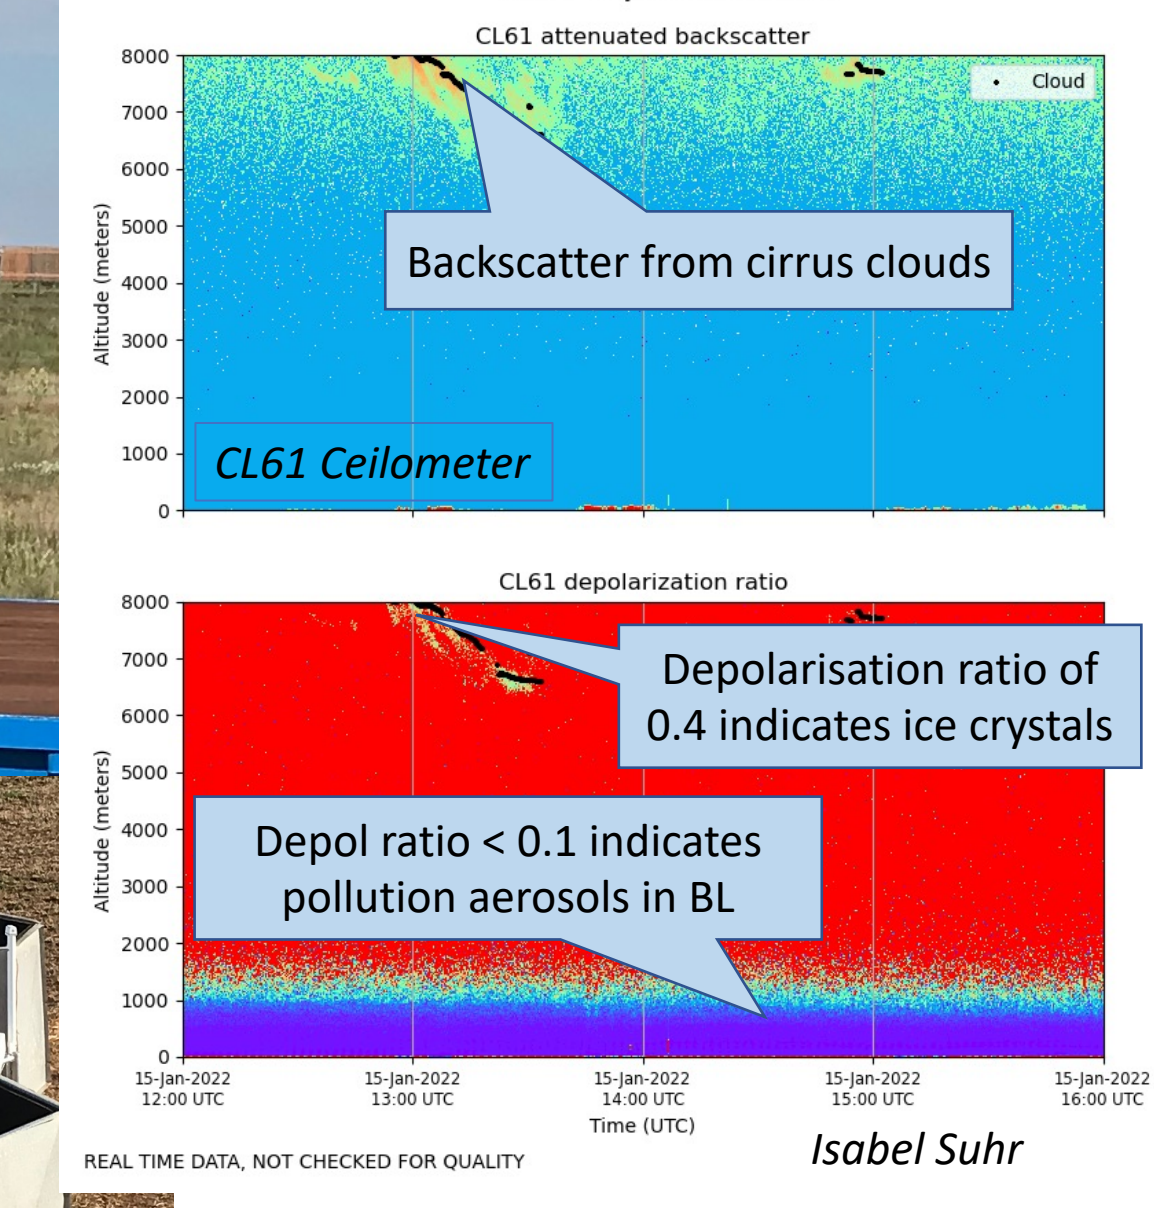 CL61 attenuated backscatter
8000
7000
6000
5000
4000
3000
2000
1000
0
Altitude (meters)
Cloud
Backscatter from cirrus clouds
CL61 Ceilometer
CL61 depolarization ratio
8000
7000
6000
5000
4000
3000
2000
1000
0
Altitude (meters)
Depolarisation ratio of
0.4 indicates ice crystals
Depol ratio < 0.1 indicates
pollution aerosols in BL
15-Jan-2022
12:00 UTC
15-Jan-2022
13:00 UTC
15-Jan-2022
14:00 UTC
15-Jan-2022
15:00 UTC
15-Jan-2022
16:00 UTC
Time (UTC)
Isabel Suhr
REAL TIME DATA, NOT CHECKED FOR QUALITY